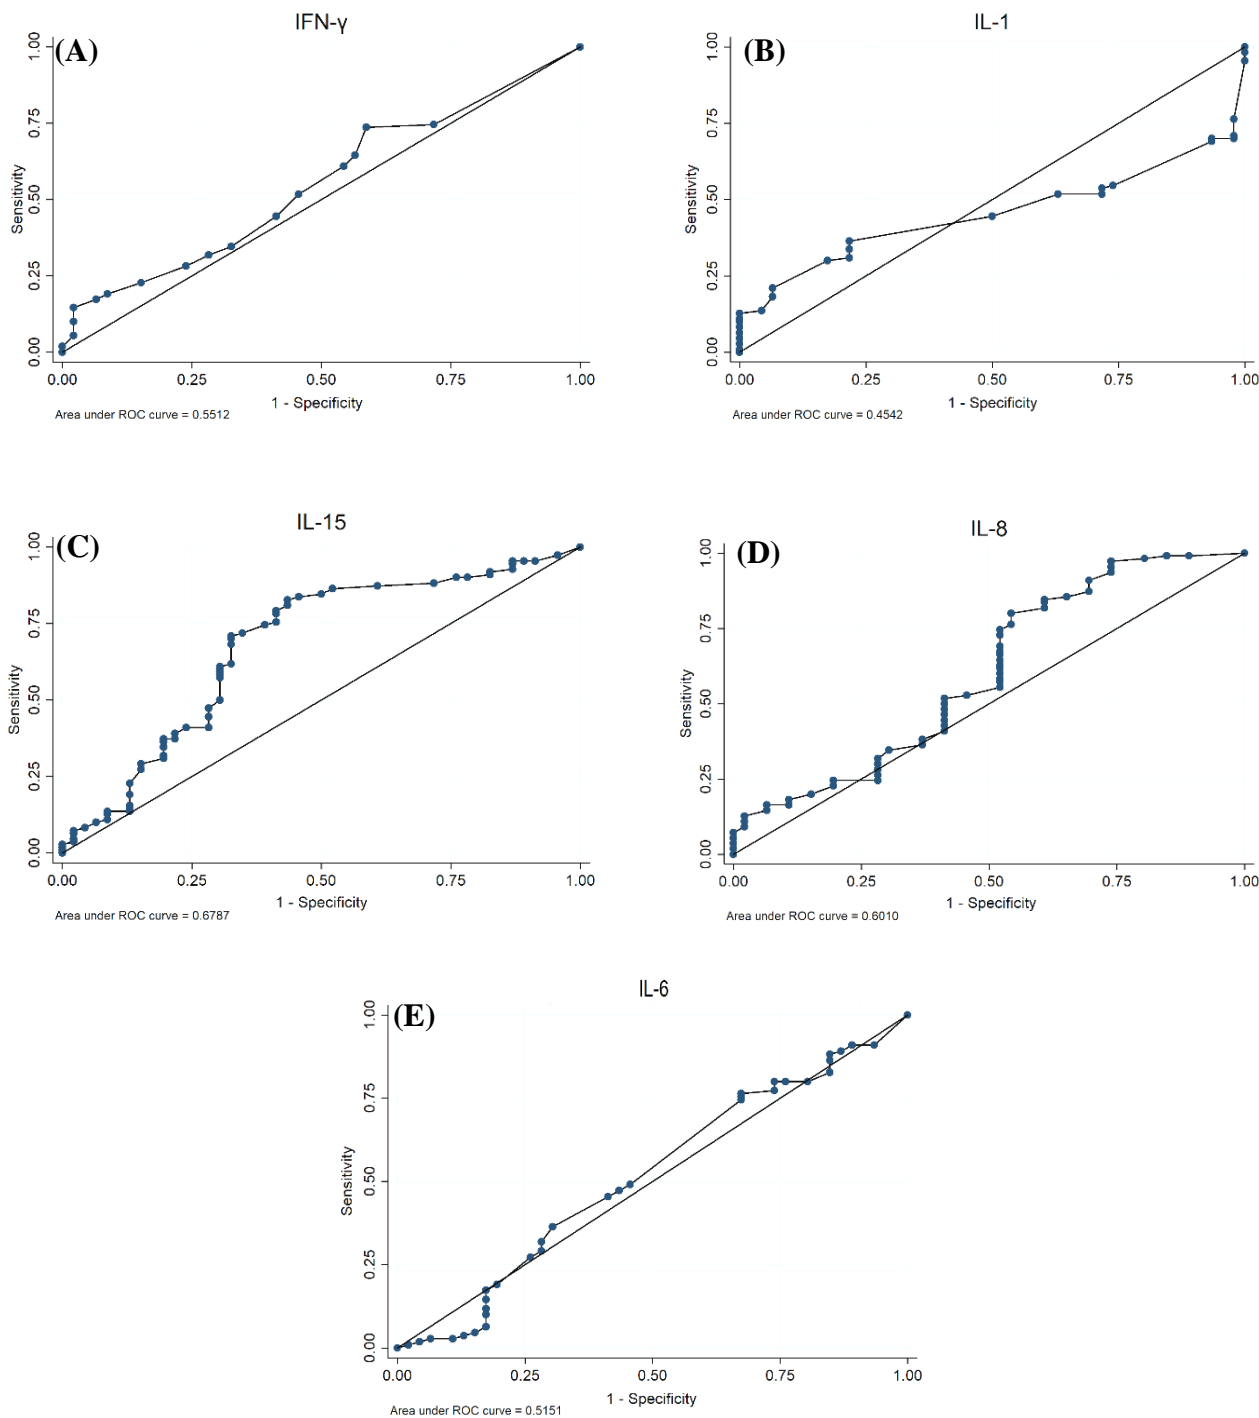 IFN-γ
(A)
1.00
0.75
0.50
0.25
0.00
Sensitivity
0.00 0.25 0.50 0.75 1.00
1 - Specificity
Area under ROC curve = 0.5512
IL-1
(B)
1.00
0.75
0.50
0.25
0.00
Sensitivity
0.00 0.25 0.50 0.75 1.00
1 - Specificity
Area under ROC curve = 0.4542
IL-15
(C)
1.00
0.75
0.50
0.25
0.00
Sensitivity
0.00 0.25 0.50 0.75 1.00
1 - Specificity
Area under ROC curve = 0.6787
IL-8
(D)
1.00
0.75
0.50
0.25
0.00
Sensitivity
0.00 0.25 0.50 0.75 1.00
1 - Specificity
Area under ROC curve = 0.6010
IL-6
(E)
1.00
0.75
0.50
0.25
0.00
Sensitivity
0.00 0.25 0.50 0.75 1.00
1 - Specificity
Area under ROC curve = 0.5151